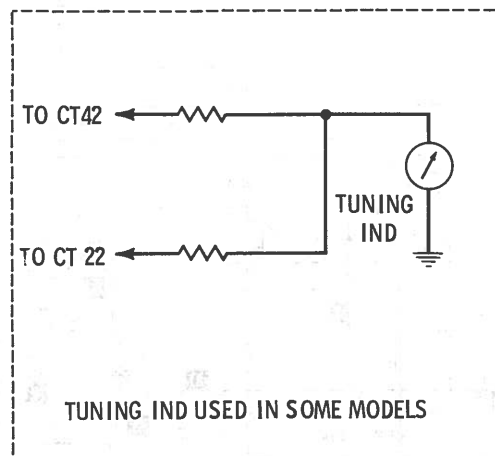 TO CT42
TUNING
IND
TO CT 22
TUNING IND USED IN SOME MODELS